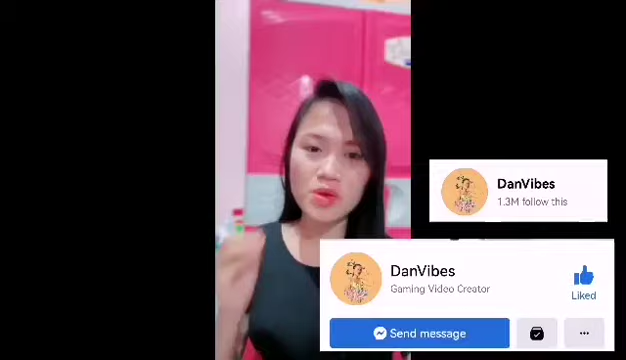 DanVibes
1.3M follow this
DanVibes
Gaming Video Creator
Liked
Send message